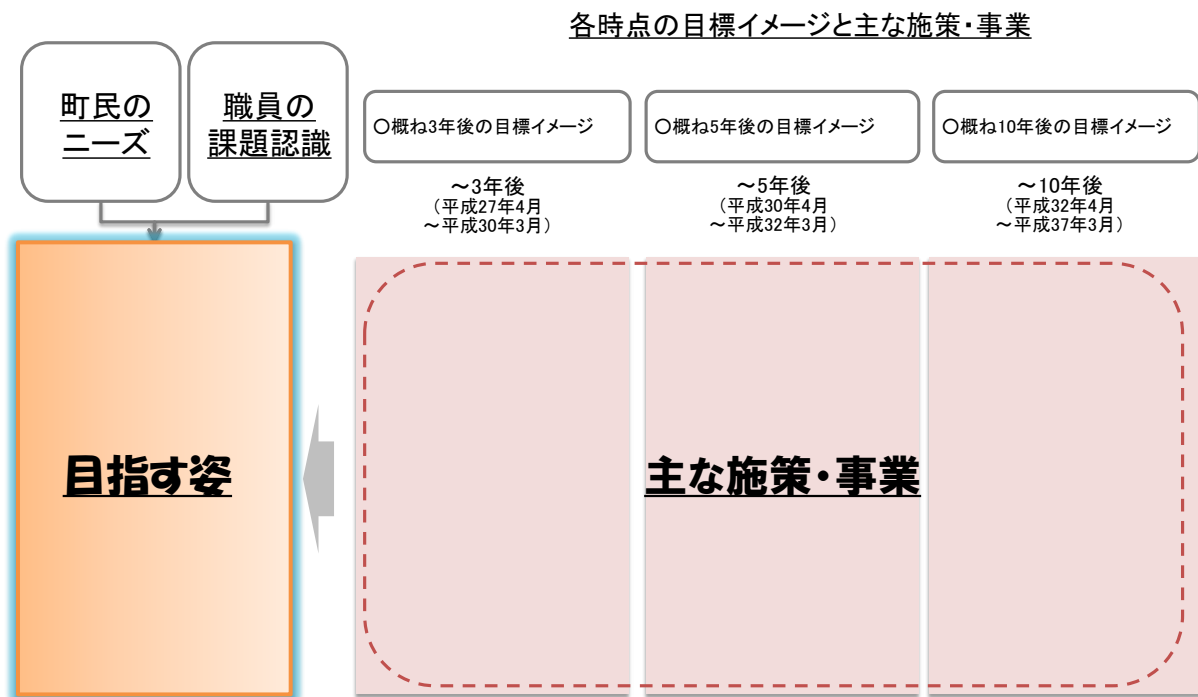 各時点の目標イメージと主な施策・事業
町民の
ニーズ
職員の
課題認識
○概ね3年後の目標イメージ
○概ね5年後の目標イメージ
○概ね10年後の目標イメージ
～3年後
（平成27年4月
～平成30年3月）
～5年後
（平成30年4月
～平成32年3月）
～10年後
（平成32年4月
～平成37年3月）
目指す姿
主な施策・事業